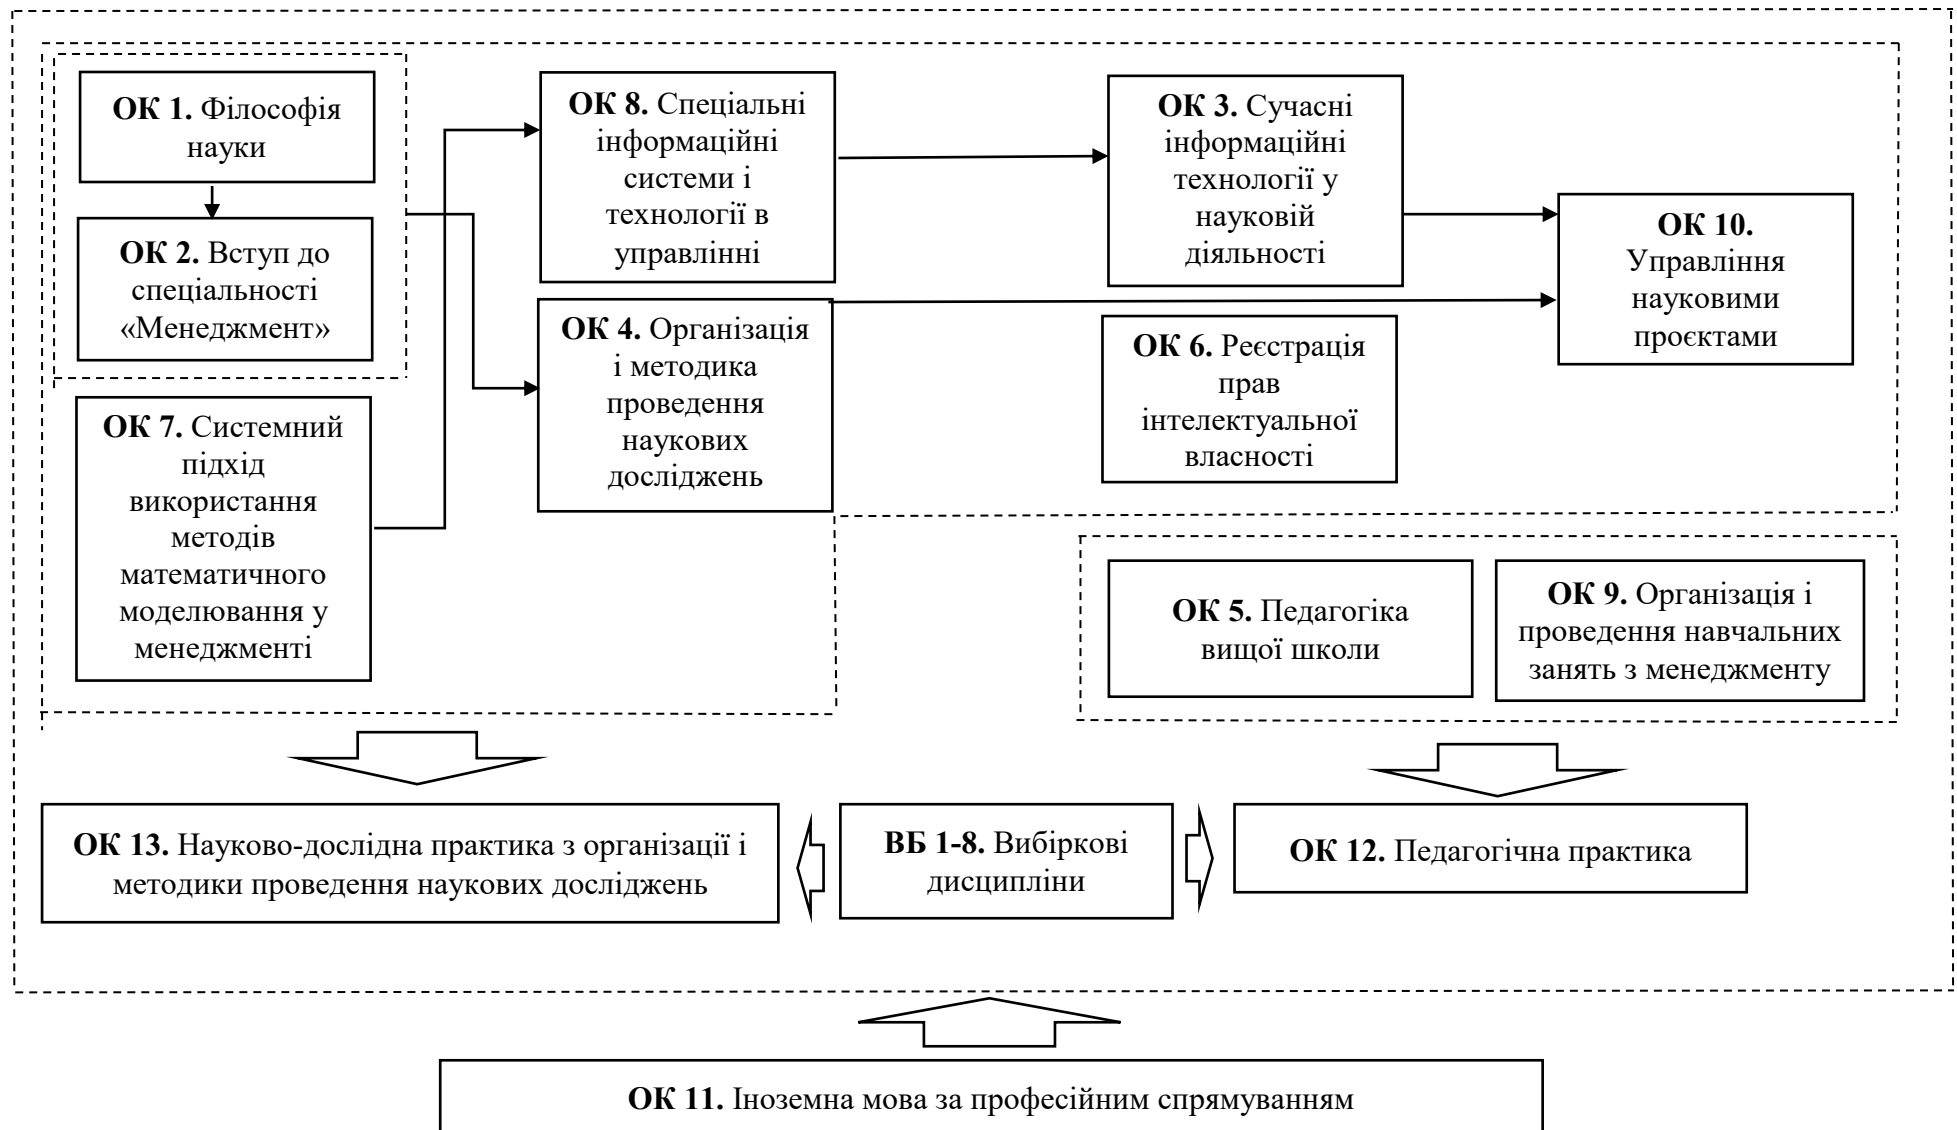 ОК 1. Філософія
науки
ОК 2. Вступ до
спеціальності
«Менеджмент»
ОК 7. Системний
підхід
використання
методів
математичного
моделювання у
менеджменті
ОК 8. Спеціальні
інформаційні
системи і
технології в
управлінні
ОК 4. Організація
і методика
проведення
наукових
досліджень
ОК 3. Сучасні
інформаційні
технології у
науковій
діяльності
ОК 6. Реєстрація
прав
інтелектуальної
власності
ОК 10.
Управління
науковими
проєктами
ОК 5. Педагогіка
вищої школи
ОК 9. Організація і
проведення навчальних
занять з менеджменту
ОК 13. Науково-дослідна практика з організації і
методики проведення наукових досліджень
ВБ 1-8. Вибіркові
дисципліни
ОК 12. Педагогічна практика
ОК 11. Іноземна мова за професійним спрямуванням